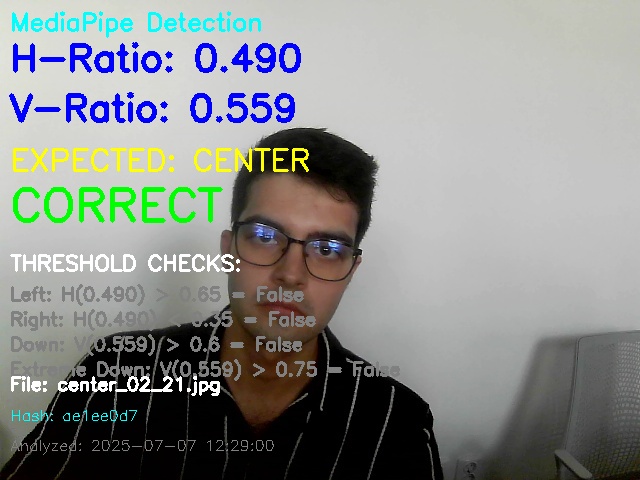 MediaPipe Detection
H-Ratio: 0.490
V-Ratio: 0.559
EXPECTED: CENTER
CORRECT
THRESHOLD CHECKS:
Left: H(0.490) > 0.65 = False
Right: H(0.490) < 0.35 = False
Down: V(0.559) > 0.6 = False
Extreme Down: V(0.559) > 0.75 = False
File: center_02_21.jpg
Hash: ae1ee0d7
Analyzed: 2025-07-07 12:29:00